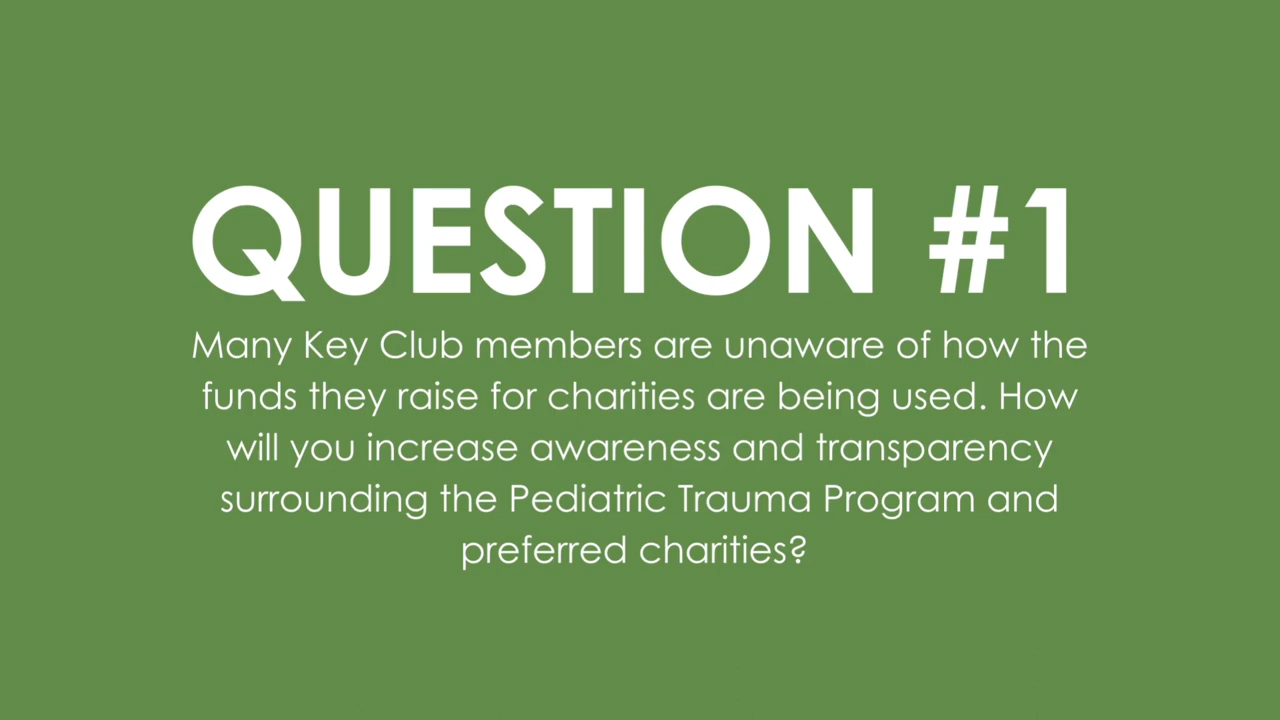 QUESTION #1
Many Key Club members are unaware of how the
funds they raise for charities are being used. How
will you increase awareness and transparency
surrounding the Pediatric Trauma Program and
preferred charities?